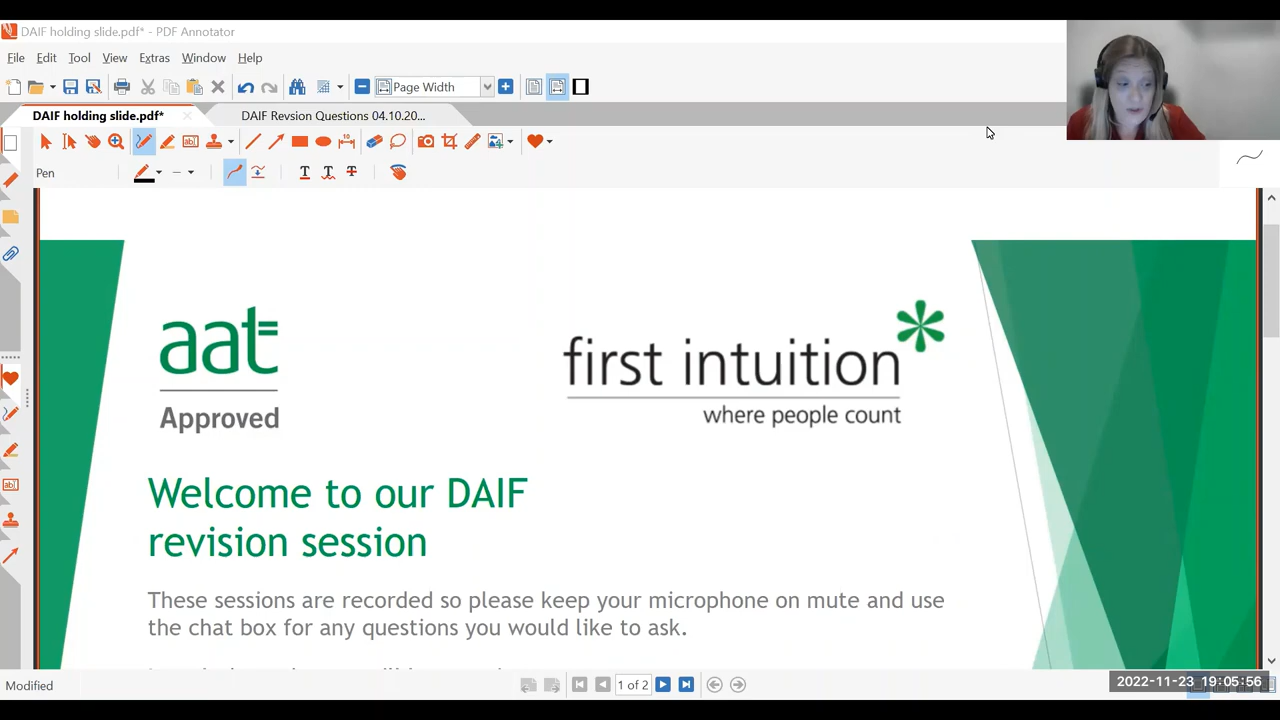 DAIF holding slide.pdf* - PDF Annotator
File Edit Tool View Extras Window Help
Page Width
DAIF holding slide.pdf* DAIF Revsion Questions 04.10.20...
Pen
aat
Approved
first intuition
where people count
Welcome to our DAIF
revision session
These sessions are recorded so please keep your microphone on mute and use
the chat box for any questions you would like to ask.
Modified
1 of 2
2022-11-23 19:05:56